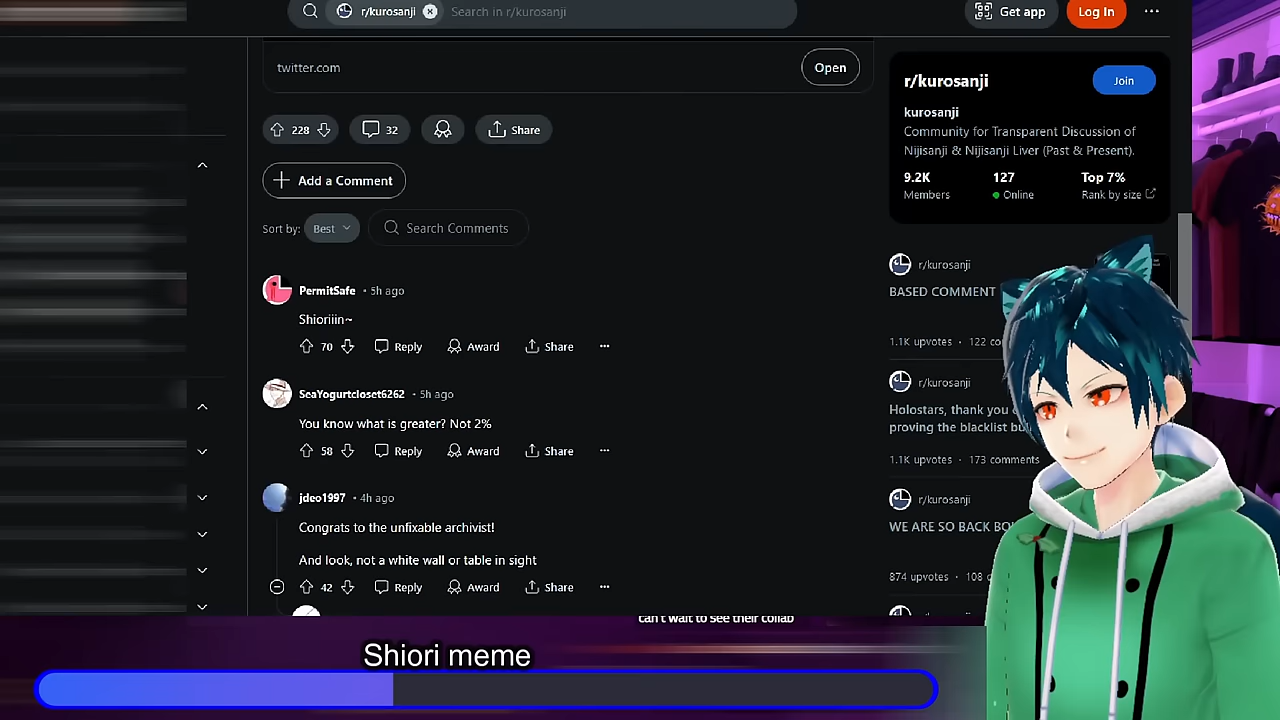 r/kurosanji
Search in r/kurosanji
Get app
Log In
twitter.com
Open
228
32
Share
Add a Comment
Sort by:
Best
Search Comments
PermitSafe • 5h ago
Shioriiin~
70
Reply
Award
Share
SeaYogurtcloset6262 • 5h ago
You know what is greater? Not 2%
58
Reply
Award
Share
jdeo1997 • 4h ago
Congrats to the unfixable archivist!
And look, not a white wall or table in sight
42
Reply
Award
Share
r/kurosanji
Join
kurosanji
Community for Transparent Discussion of
Nijisanji & Nijisanji Liver (Past & Present).
9.2K
127
Top 7%
Members
Online
Rank by size
r/kurosanji
BASED COMMENT
1.1K upvotes • 122 co
r/kurosanji
Holostars, thank you
proving the blacklist bu
1.1K upvotes • 173 comments
r/kurosanji
WE ARE SO BACK BO
874 upvotes • 108 c
can't wait to see their collab
Shiori meme